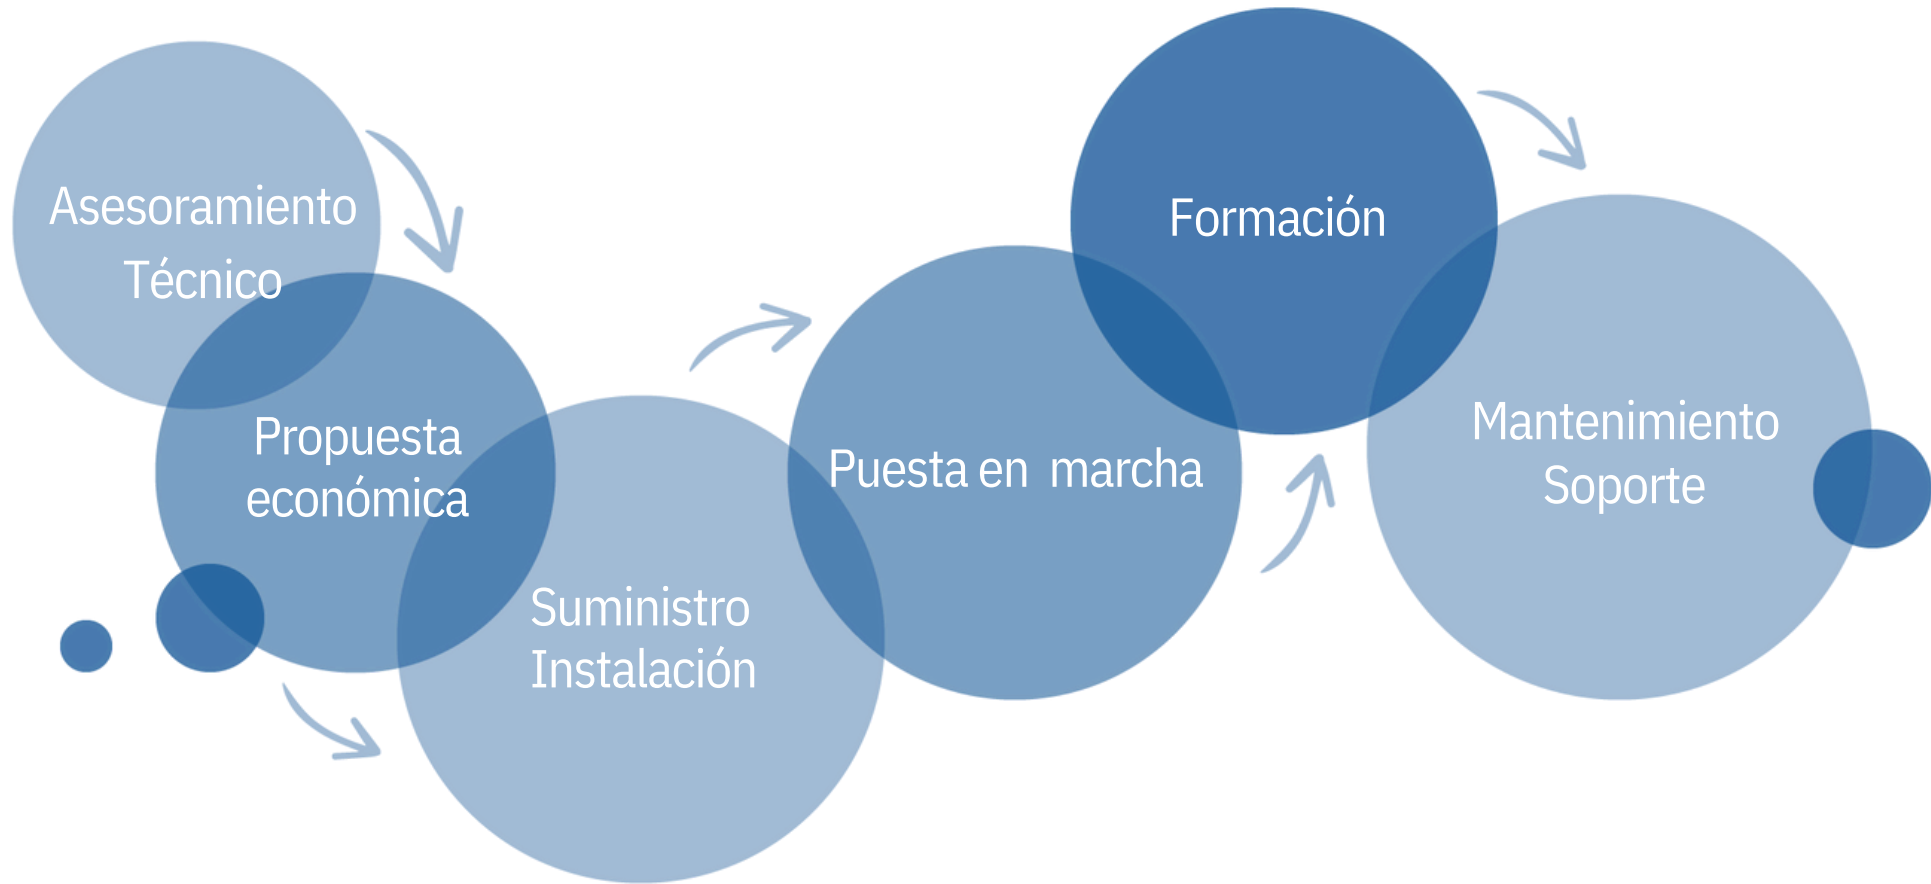 Asesoramiento
Técnico
Propuesta
económica
Suministro
Instalación
Puesta en marcha
Formación
Mantenimiento
Soporte